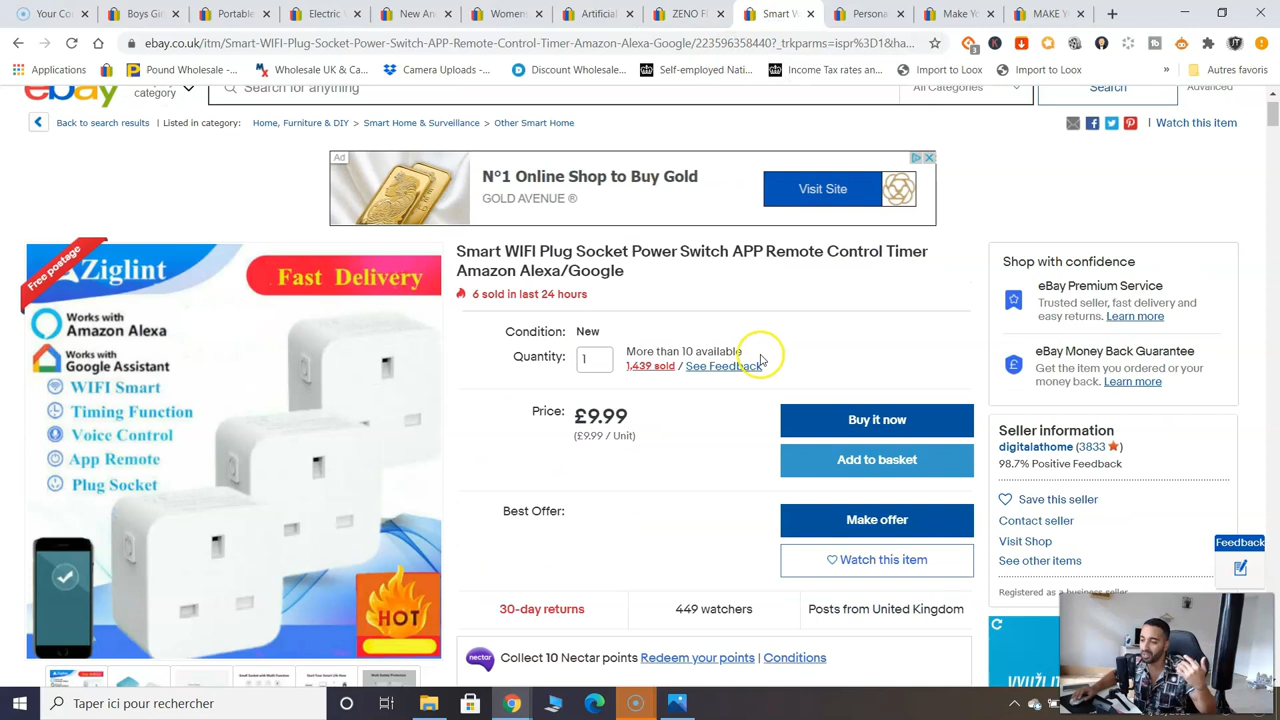 Your Co
Boys Gi
Portable
Electric
New Ar
Womens
Artificial
ZENO F
Smart W
Persona
Make Yo
MAKE Y
ebay.co.uk/itm/Smart-WIFI-Plug-Socket-Power-Switch-APP-Remote-Control-Timer-Amazon-Alexa-Google/223596358440?_trkparms=ispr%3D1&ha...
Applications
Pound Wholesale -...
Wholesale UK & Ca...
Camera Uploads -...
Discount Wholesale...
Self-employed Nati...
Income Tax rates an...
Import to Loox
Import to Loox
»
Autres favoris
ebay
category
Search for anything
All Categories
Search
Advanced
Back to search results | Listed in category: Home, Furniture & DIY > Smart Home & Surveillance > Other Smart Home
| Watch this item
Ad
N°1 Online Shop to Buy Gold
GOLD AVENUE ®
Visit Site
Free postage
Ziglint
Fast Delivery
Works with
Amazon Alexa
Works with
Google Assistant
WIFI Smart
Timing Function
Voice Control
App Remote
Plug Socket
HOT
Smart WIFI Plug Socket Power Switch APP Remote Control Timer
Amazon Alexa/Google
6 sold in last 24 hours
Condition: New
Quantity: 1 More than 10 available
1,439 sold / See Feedback
Price: £9.99
(£9.99 / Unit)
Buy it now
Add to basket
Best Offer:
Make offer
Watch this item
30-day returns
449 watchers
Posts from United Kingdom
nectar Collect 10 Nectar points Redeem your points | Conditions
Shop with confidence
eBay Premium Service
Trusted seller, fast delivery and
easy returns. Learn more
eBay Money Back Guarantee
Get the item you ordered or your
money back. Learn more
Seller information
digitalathome (3833 )
98.7% Positive Feedback
Save this seller
Contact seller
Visit Shop
See other items
Registered as a business seller
Feedback
Taper ici pour rechercher